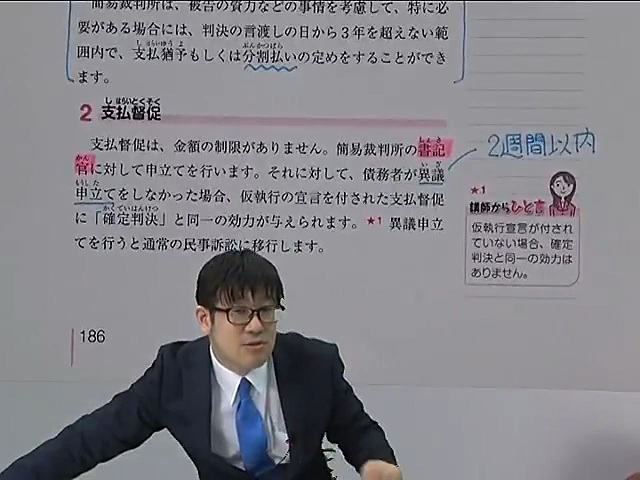 簡易裁判所は、被告の資力などの事情を考慮して、特に必
要がある場合には、判決の言渡しの日から3年を超えない範
囲内で、支払猶予もしくは分割払いの定めをすることができ
ます。
2 支払督促
支払督促は、金額の制限がありません。簡易裁判所の書記
官に対して申立てを行います。それに対して、債務者が異議
申立てをしなかった場合、仮執行の宣言を付された支払督促
に「確定判決」と同一の効力が与えられます。★1 異議申立
てを行うと通常の民事訴訟に移行します。
186
2週間以内
★1
講師からひと言
仮執行宣言が付され
ていない場合、確定
判決と同一の効力は
ありません。